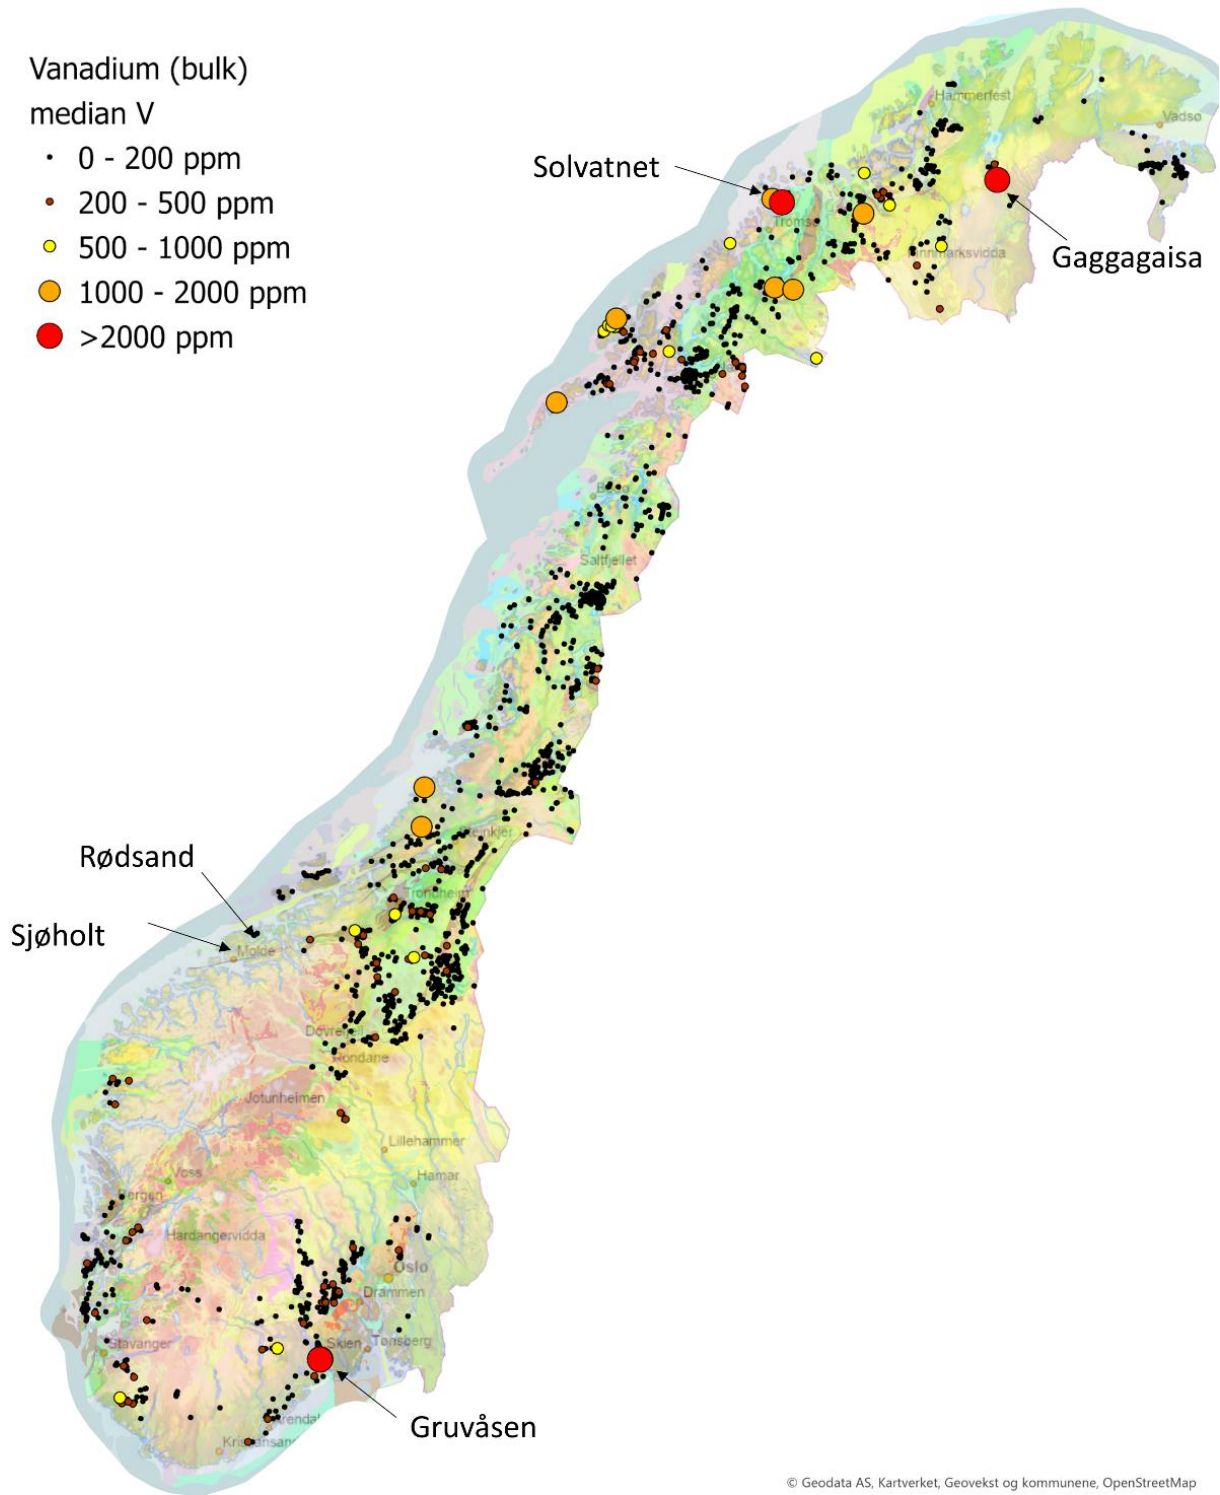 Vanadium (bulk)
median V
0 - 200 ppm
200 - 500 ppm
500 - 1000 ppm
1000 - 2000 ppm
>2000 ppm
Hammerfest
Vadsø
Solvatnet
Tromsø
Gaggagaisa
Finnmarksvidda
Bodø
Saltfjellet
Steinkjer
Rødsand
Trondheim
Sjøholt
Molde
Dovrefjell
Rondane
Jotunheimen
Lillehammer
Voss
Hamar
Bergen
Hardangervidda
Oslo
Drammen
Stavanger
Skien
Tønsberg
Arendal
Gruvåsen
Kristiansand
© Geodata AS, Kartverket, Geovekst og kommunene, OpenStreetMap